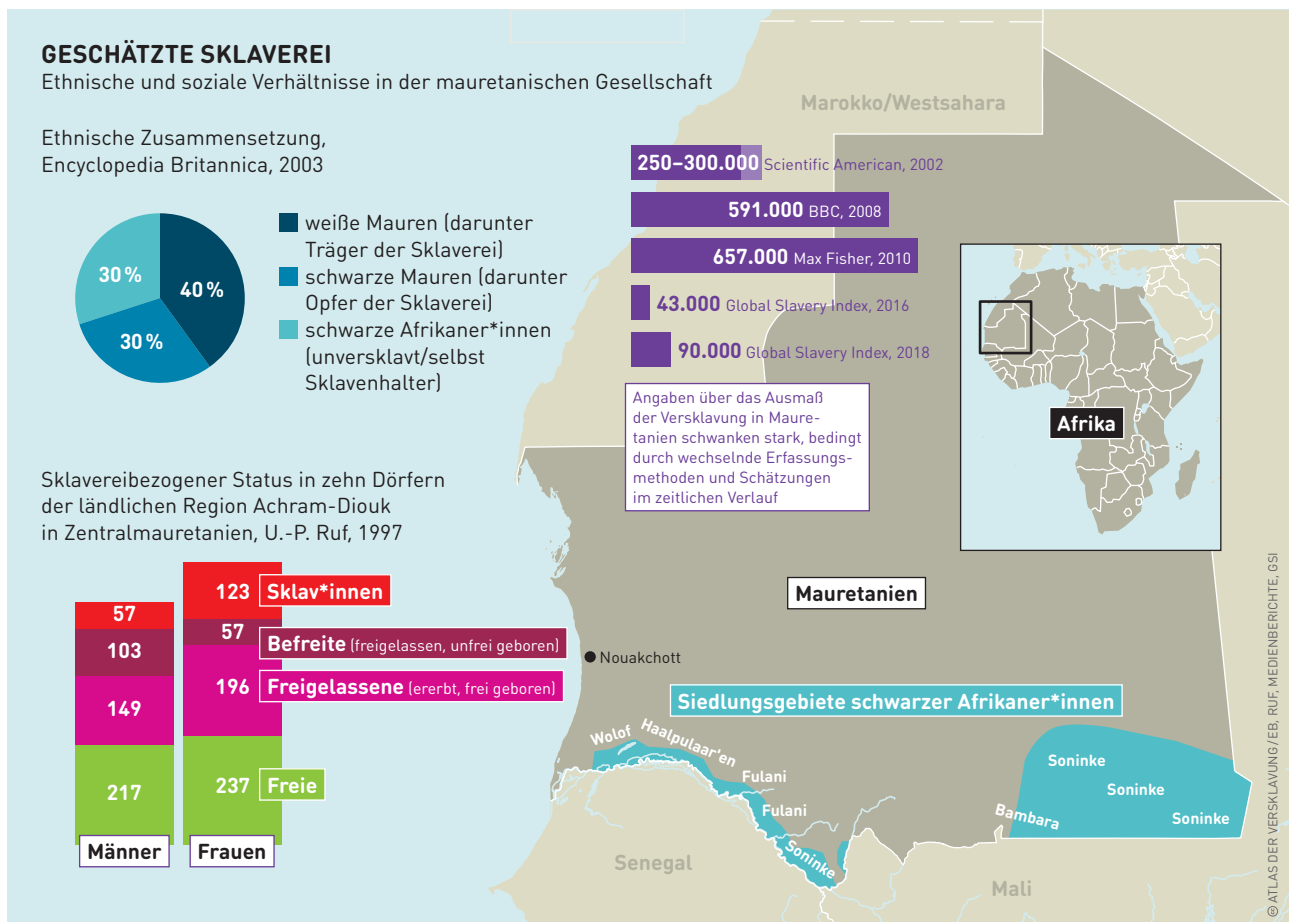 GESCHÄTZTE SKLAVEREI
Ethnische und soziale Verhältnisse in der mauretanischen Gesellschaft
Ethnische Zusammensetzung,
Encyclopedia Britannica, 2003
30 %
40 %
30 %
weiße Mauren (darunter
Träger der Sklaverei)
schwarze Mauren (darunter
Opfer der Sklaverei)
schwarze Afrikaner*innen
(unversklavt/selbst
Sklavenhalter)
Marokko/Westsahara
250–300.000 Scientific American, 2002
591.000 BBC, 2008
657.000 Max Fisher, 2010
43.000 Global Slavery Index, 2016
90.000 Global Slavery Index, 2018
Angaben über das Ausmaß
der Versklavung in Maure-
tanien schwanken stark, bedingt
durch wechselnde Erfassungs-
methoden und Schätzungen
im zeitlichen Verlauf
Afrika
Sklavereibezogener Status in zehn Dörfern
der ländlichen Region Achram-Diouk
in Zentralmauretanien, U.-P. Ruf, 1997
57
123 Sklav*innen
103
57 Befreite (freigelassen, unfrei geboren)
149
196 Freigelassene (ererbt, frei geboren)
217
237 Freie
Männer
Frauen
Mauretanien
Nouakchott
Siedlungsgebiete schwarzer Afrikaner*innen
Wolof
Haalpulaar'en
Fulani
Fulani
Soninke
Bambara
Soninke
Soninke
Soninke
Senegal
Mali
© ATLAS DER VERSKLAVUNG / EB, RUF, MEDIENBERICHTE, GSI